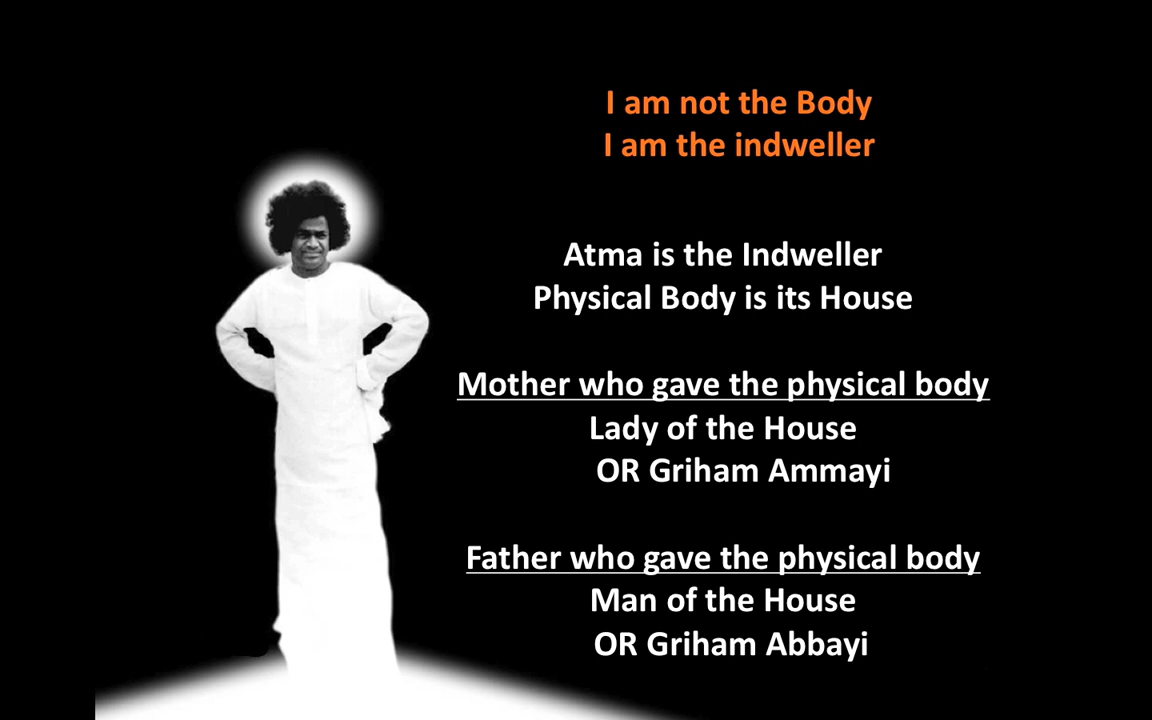 I am not the Body
I am the indweller
Atma is the Indweller
Physical Body is its House
Mother who gave the physical body
Lady of the House
OR Griham Ammayi
Father who gave the physical body
Man of the House
OR Griham Abbayi